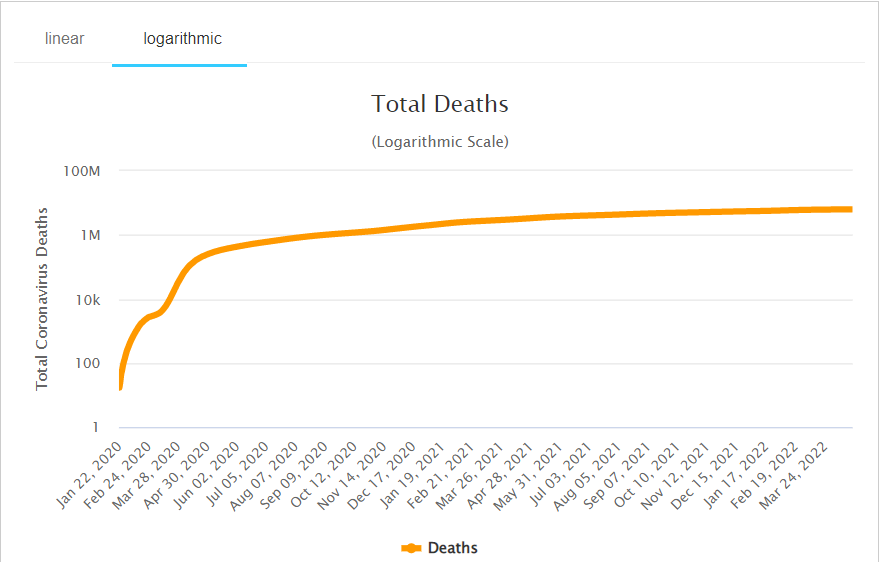 linear logarithmic
Total Deaths
(Logarithmic Scale)
Total Coronavirus Deaths
100M
1M
10k
100
1
Jan 22, 2020
Feb 24, 2020
Mar 28, 2020
Apr 30, 2020
Jun 02, 2020
Jul 05, 2020
Aug 07, 2020
Sep 09, 2020
Oct 12, 2020
Nov 14, 2020
Dec 17, 2020
Jan 19, 2021
Feb 21, 2021
Mar 26, 2021
Apr 28, 2021
May 31, 2021
Jul 03, 2021
Aug 05, 2021
Sep 07, 2021
Oct 10, 2021
Nov 12, 2021
Dec 15, 2021
Jan 17, 2022
Feb 19, 2022
Mar 24, 2022
Deaths